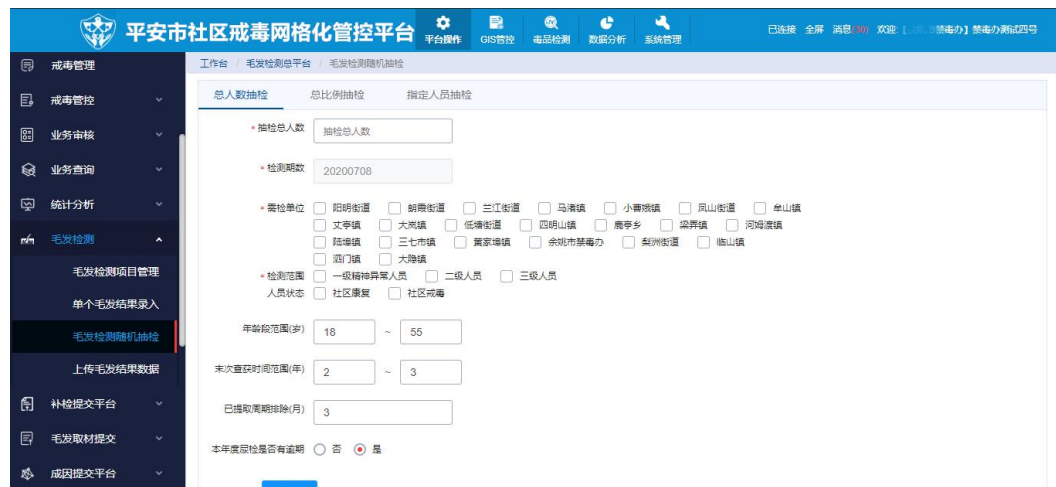 平安市社区戒毒网格化管控平台
平台操作 GIS管控 毒品检测 数据分析 系统管理
已连接 全屏 消息(30) 欢迎【 禁毒办】禁毒办测试四号
戒毒管理
戒毒管控
业务审核
业务查询
统计分析
毛发检测
毛发检测项目管理
单个毛发结果录入
毛发检测随机抽检
上传毛发结果数据
补检提交平台
毛发取材提交
成因提交平台
工作台 / 毛发检测总平台 / 毛发检测随机抽检
总人数抽检 总比例抽检 指定人员抽检
* 抽检总人数 抽检总人数
* 检测期数 20200708
* 需检单位 阳明街道 朗霞街道 兰江街道 马渚镇 小曹娥镇 凤山街道 牟山镇
丈亭镇 大岚镇 低塘街道 四明山镇 鹿亭乡 梁弄镇 河姆渡镇
陆埠镇 三七市镇 黄家埠镇 余姚市禁毒办 梨洲街道 临山镇
泗门镇 大隐镇
* 检测范围 一级精神异常人员 二级人员 三级人员
人员状态 社区康复 社区戒毒
年龄段范围(岁) 18 ~ 55
末次查获时间范围(年) 2 ~ 3
已提取周期排除(月) 3
本年度尿检是否有逾期 否 是